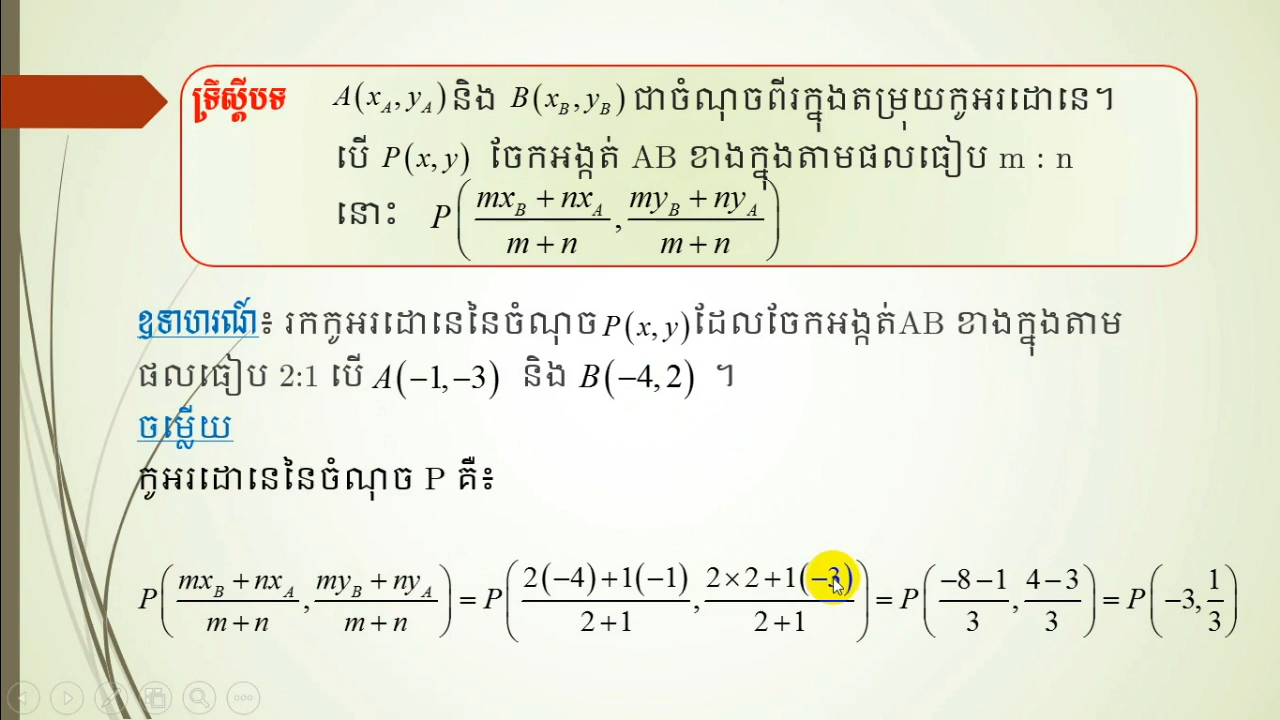 ទ្រឹស្តីបទ A(x_A, y_A) និង B(x_B, y_B) ជាចំណុចពីរក្នុងតម្រុយកូអរដោនេ។
បើ P(x, y) ចែកអង្កត់ AB ខាងក្នុងតាមផលធៀប m : n
នោះ P((mx_B + nx_A)/(m + n), (my_B + ny_A)/(m + n))
ឧទាហរណ៍៖ រកកូអរដោនេនៃចំណុច P(x, y) ដែលចែកអង្កត់AB ខាងក្នុងតាម
ផលធៀប 2:1 បើ A(−1,−3) និង B(−4,2) ។
ចម្លើយ
កូអរដោនេនៃចំណុច P គឺ៖
P((mx_B + nx_A)/(m + n), (my_B + ny_A)/(m + n)) = P((2(−4)+1(−1))/(2+1), (2×2+1(−3))/(2+1)) = P((−8−1)/3, (4−3)/3) = P(−3, 1/3)